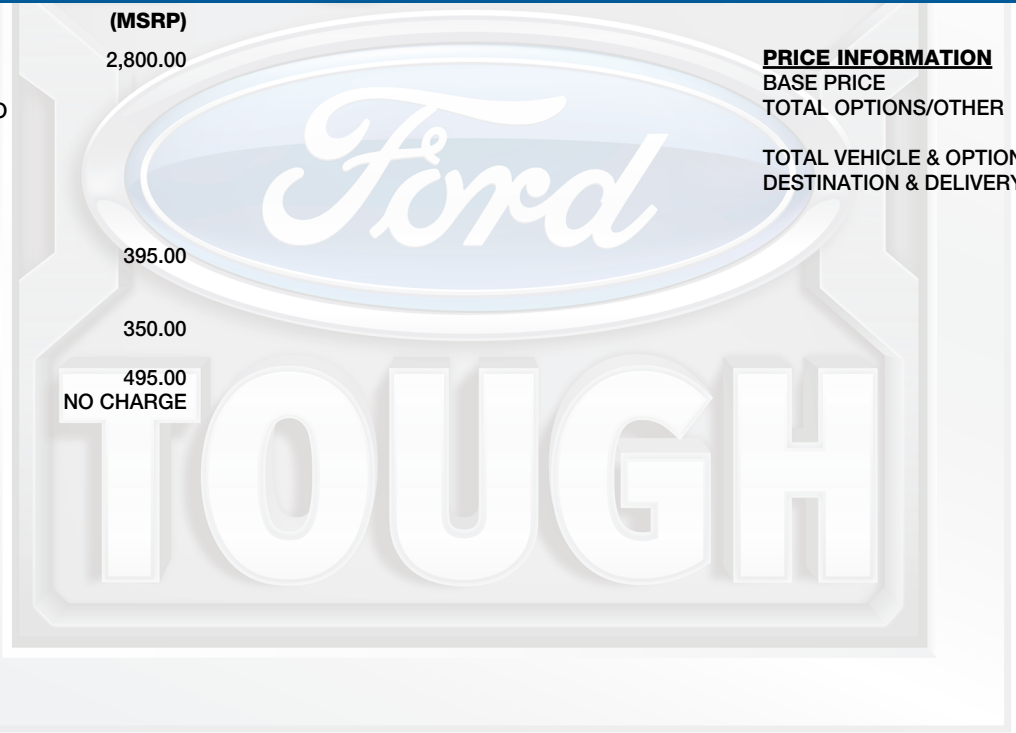 (MSRP)
2,800.00
395.00
350.00
495.00
NO CHARGE
PRICE INFORMATION
BASE PRICE
TOTAL OPTIONS/OTHER
TOTAL VEHICLE & OPTION
DESTINATION & DELIVERY
Ford
TOUGH